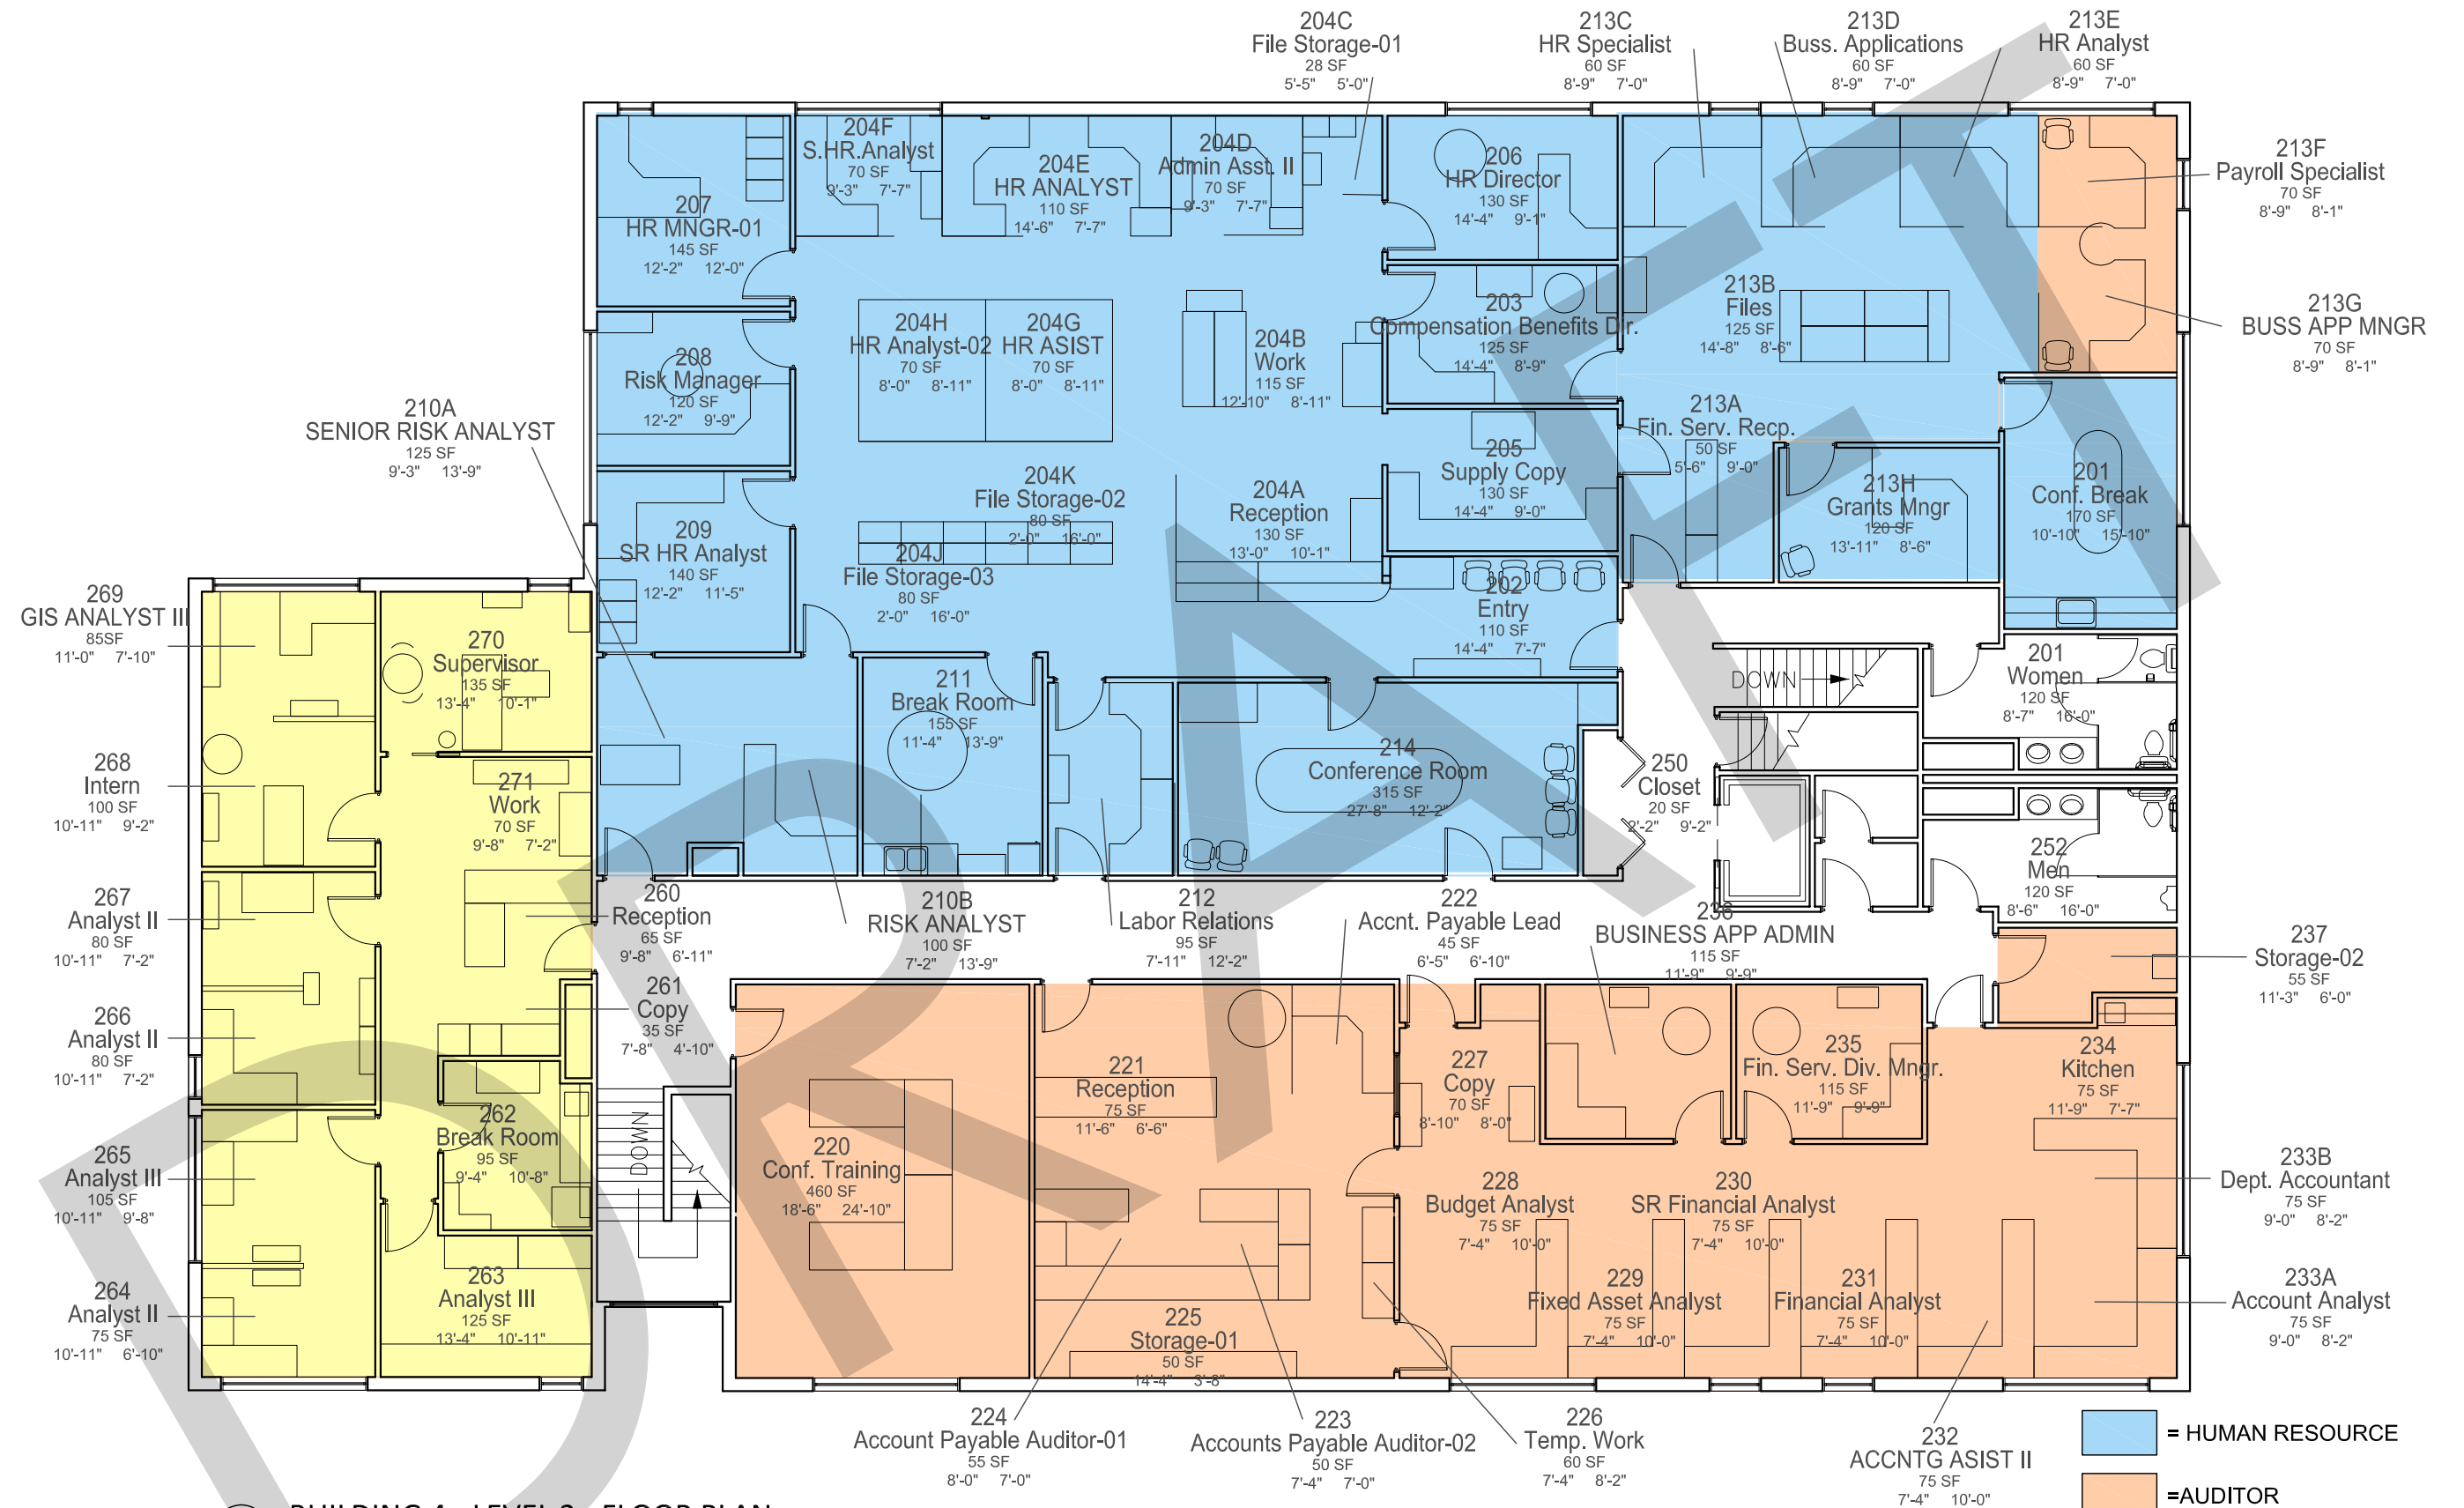 204C
File Storage-01
28 SF
5'-5" 5'-0"
213C
HR Specialist
60 SF
8'-9" 7'-0"
213D
Buss. Applications
60 SF
8'-9" 7'-0"
213E
HR Analyst
60 SF
8'-9" 7'-0"
204F
S.HR.Analyst
70 SF
9'-3" 7'-7"
204E
HR ANALYST
110 SF
14'-6" 7'-7"
204D
Admin Asst. II
70 SF
9'-3" 7'-7"
206
HR Director
130 SF
14'-4" 9'-1"
213F
Payroll Specialist
70 SF
8'-9" 8'-1"
207
HR MNGR-01
145 SF
12'-2" 12'-0"
213B
Files
125 SF
14'-8" 8'-6"
213G
BUSS APP MNGR
70 SF
8'-9" 8'-1"
204H
HR Analyst-02
70 SF
8'-0" 8'-11"
204G
HR ASIST
70 SF
8'-0" 8'-11"
204B
Work
115 SF
12'-10" 8'-11"
203
Compensation Benefits Dir.
125 SF
14'-4" 8'-9"
208
Risk Manager
120 SF
12'-2" 9'-9"
210A
SENIOR RISK ANALYST
125 SF
9'-3" 13'-9"
213A
Fin. Serv. Recp.
50 SF
5'-6" 9'-0"
205
Supply Copy
130 SF
14'-4" 9'-0"
213H
Grants Mngr
120 SF
13'-11" 8'-6"
201
Conf. Break
170 SF
10'-10" 15'-10"
204K
File Storage-02
80 SF
2'-0" 16'-0"
204A
Reception
130 SF
13'-0" 10'-1"
209
SR HR Analyst
140 SF
12'-2" 11'-5"
204J
File Storage-03
80 SF
2'-0" 16'-0"
202
Entry
110 SF
14'-4" 7'-7"
269
GIS ANALYST III
85SF
11'-0" 7'-10"
270
Supervisor
135 SF
13'-4" 10'-1"
211
Break Room
155 SF
11'-4" 13'-9"
DOWN
201
Women
120 SF
8'-7" 16'-0"
268
Intern
100 SF
10'-11" 9'-2"
271
Work
70 SF
9'-8" 7'-2"
214
Conference Room
315 SF
27'-8" 12'-2"
250
Closet
20 SF
2'-2" 9'-2"
252
Men
120 SF
8'-6" 16'-0"
267
Analyst II
80 SF
10'-11" 7'-2"
260
Reception
65 SF
9'-8" 6'-11"
210B
RISK ANALYST
100 SF
7'-2" 13'-9"
212
Labor Relations
95 SF
7'-11" 12'-2"
222
Accnt. Payable Lead
45 SF
6'-5" 6'-10"
236
BUSINESS APP ADMIN
115 SF
11'-9" 9'-9"
237
Storage-02
55 SF
11'-3" 6'-0"
266
Analyst II
80 SF
10'-11" 7'-2"
261
Copy
35 SF
7'-8" 4'-10"
221
Reception
75 SF
11'-6" 6'-6"
227
Copy
70 SF
8'-10" 8'-0"
235
Fin. Serv. Div. Mngr.
115 SF
11'-9" 9'-9"
234
Kitchen
75 SF
11'-9" 7'-7"
262
Break Room
95 SF
9'-4" 10'-8"
DOWN
265
Analyst III
105 SF
10'-11" 9'-8"
220
Conf. Training
460 SF
18'-6" 24'-10"
228
Budget Analyst
75 SF
7'-4" 10'-0"
230
SR Financial Analyst
75 SF
7'-4" 10'-0"
233B
Dept. Accountant
75 SF
9'-0" 8'-2"
264
Analyst II
75 SF
10'-11" 6'-10"
263
Analyst III
125 SF
13'-4" 10'-11"
225
Storage-01
50 SF
14'-4" 3'-8"
229
Fixed Asset Analyst
75 SF
7'-4" 10'-0"
231
Financial Analyst
75 SF
7'-4" 10'-0"
233A
Account Analyst
75 SF
9'-0" 8'-2"
224
Account Payable Auditor-01
55 SF
8'-0" 7'-0"
223
Accounts Payable Auditor-02
50 SF
7'-4" 7'-0"
226
Temp. Work
60 SF
7'-4" 8'-2"
232
ACCNTG ASIST II
75 SF
7'-4" 10'-0"
= HUMAN RESOURCE
=AUDITOR
BUILDING 4 - LEVEL 2 - FLOOR PLAN
DRAFT